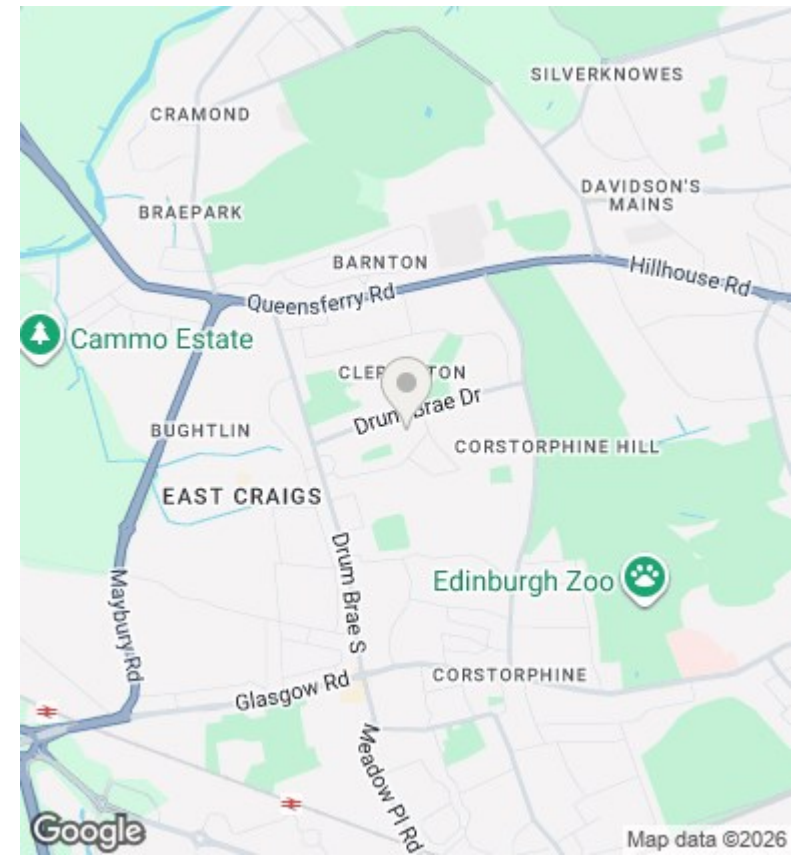 SILVERKNOWES
CRAMOND
DAVIDSON'S
MAINS
BRAEPARK
BARNTON
Hillhouse Rd
Queensferry Rd
Cammo Estate
Drum Brae Dr
BUGHTLIN
CORSTORPHINE HILL
EAST CRAIGS
Drum Brae S
Edinburgh Zoo
Maybury Rd
CORSTORPHINE
Glasgow Rd
Meadow Pl Rd
Google
Map data ©2026